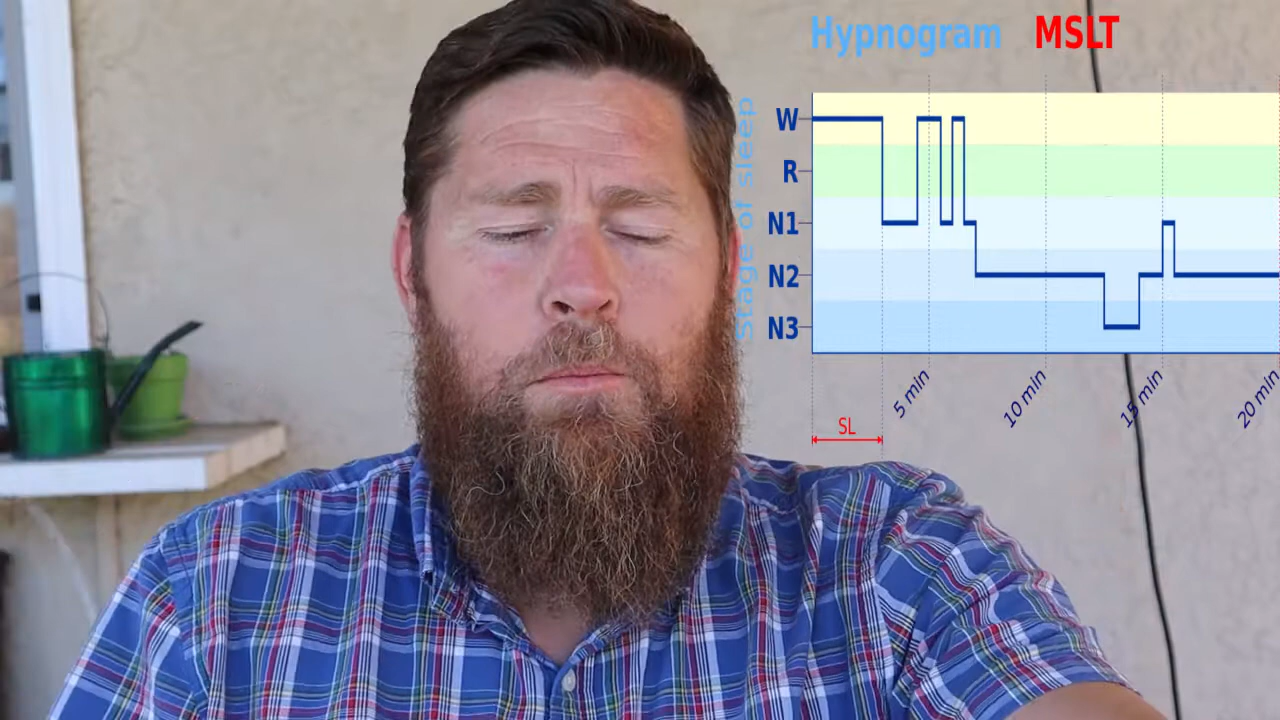 Hypnogram MSLT
Stage of sleep
W
R
N1
N2
N3
5 min
10 min
15 min
20 min
SL